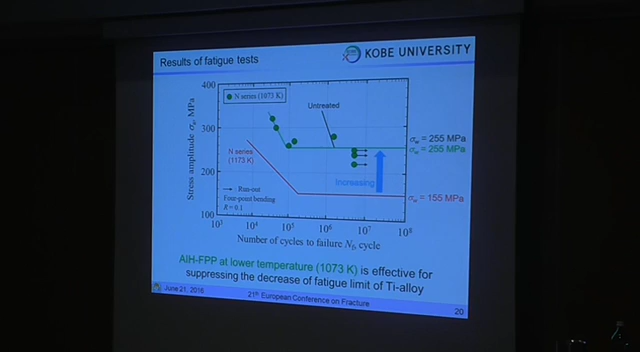 Results of fatigue tests
KOBE UNIVERSITY
400
300
200
100
Stress amplitude σa, MPa
N series (1073 K)
Untreated
N series
(1173 K)
Increasing
: Run-out
Four-point bending
R = 0.1
σw = 255 MPa
σw = 255 MPa
σw = 155 MPa
10³ 10⁴ 10⁵ 10⁶ 10⁷ 10⁸
Number of cycles to failure Nf, cycle
AIH-FPP at lower temperature (1073 K) is effective for
suppressing the decrease of fatigue limit of Ti-alloy
June 21, 2016
21th European Conference on Fracture
20